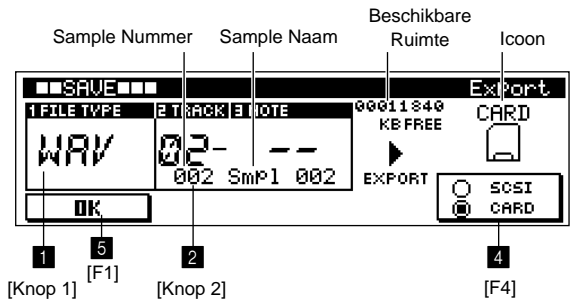 Beschikbare
Sample Nummer Sample Naam Ruimte Icoon
SAVE Export
1 FILE TYPE 2 TRACK 3 NOTE 00011840 CARD
KB FREE
WAV 02- --
002 Smpl 002 EXPORT
SCSI
OK CARD
1 5 2 4
[F1] [F4]
[Knop 1] [Knop 2]